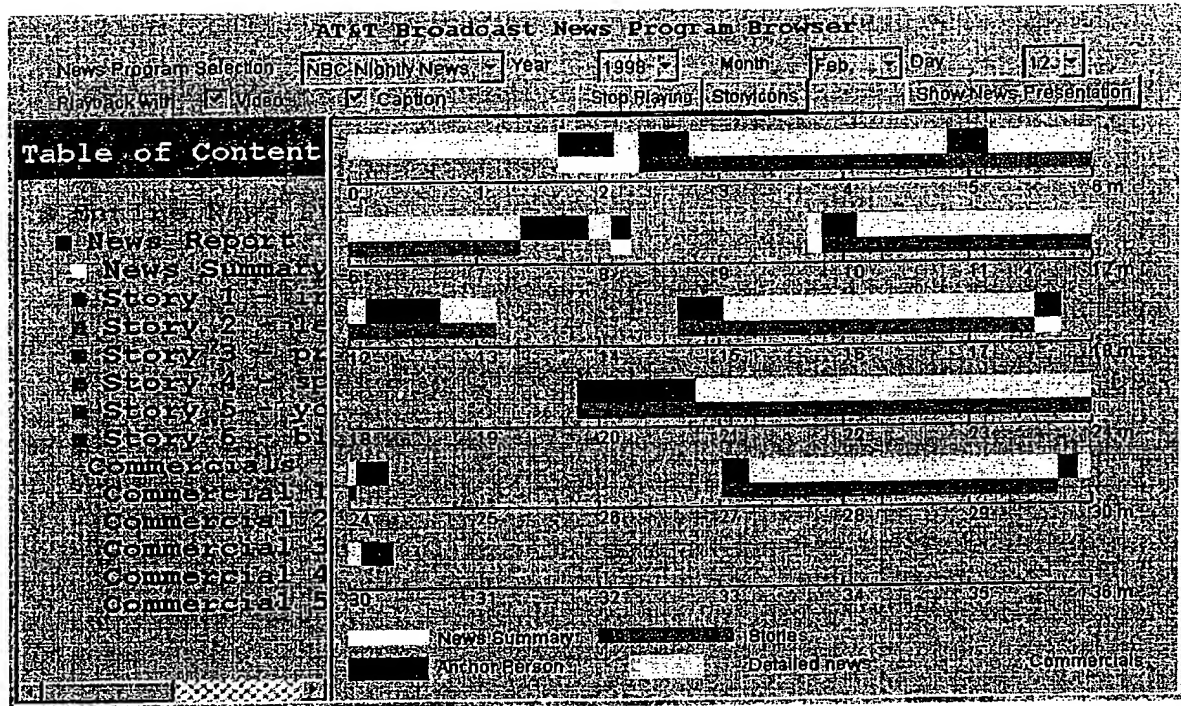 "AT&T Broadcast News Program Browser"
News Program Selection NBC Nightly News Year 1998 Month Feb. Day 12
Playback with Video Caption Stop Playing StoryIcons Show News Presentation
Table of Content
News Report
News Summary
Story 1 -
Story 2 -
Story 3 - pr
Story 4 -
Story 5 - yo
Story 6 - bl
Commercials
Commercial 1
Commercial 2
Commercial 3
Commercial 4
Commercial 5
0 1 2 3 4 5 6 m
7 8 9 10 11 12 m
12 13 14 15 16 17 18 m
18 19 20 21 22 23 24 m
24 25 26 27 28 29 30 m
30 31 32 33 34 35 36 m
News Summary Stories
Anchor Person Detailed news Commercials